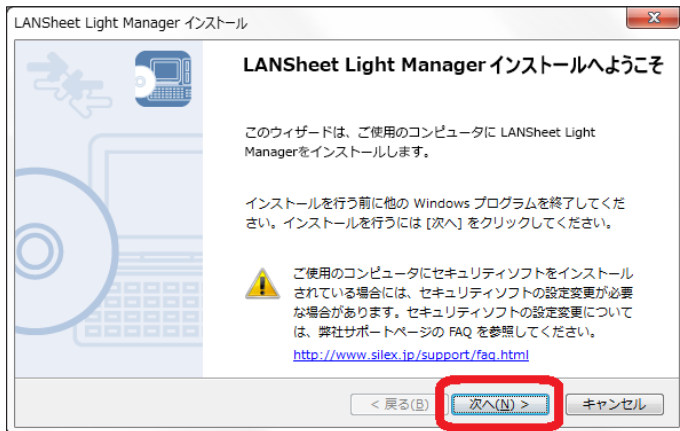 LANSheet Light Manager インストール
LANSheet Light Manager インストールへようこそ
このウィザードは、ご使用のコンピュータに LANSheet Light
Managerをインストールします。
インストールを行う前に他の Windows プログラムを終了してくだ
さい。インストールを行うには [次へ] をクリックしてください。
ご使用のコンピュータにセキュリティソフトをインストール
されている場合には、セキュリティソフトの設定変更が必要
な場合があります。セキュリティソフトの設定変更について
は、弊社サポートページの FAQ を参照してください。
http://www.silex.jp/support/faq.html
< 戻る(B) 次へ(N) > キャンセル